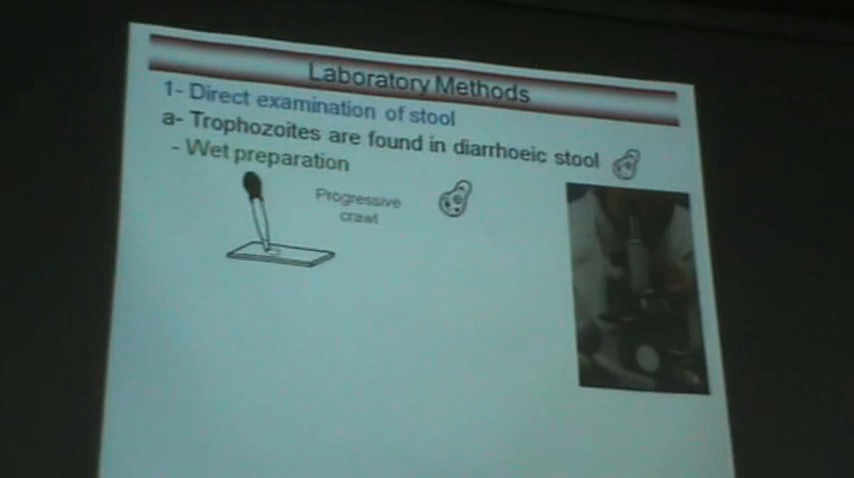 Laboratory Methods
1- Direct examination of stool
a- Trophozoites are found in diarrhoeic stool
- Wet preparation
Progressive
crawl